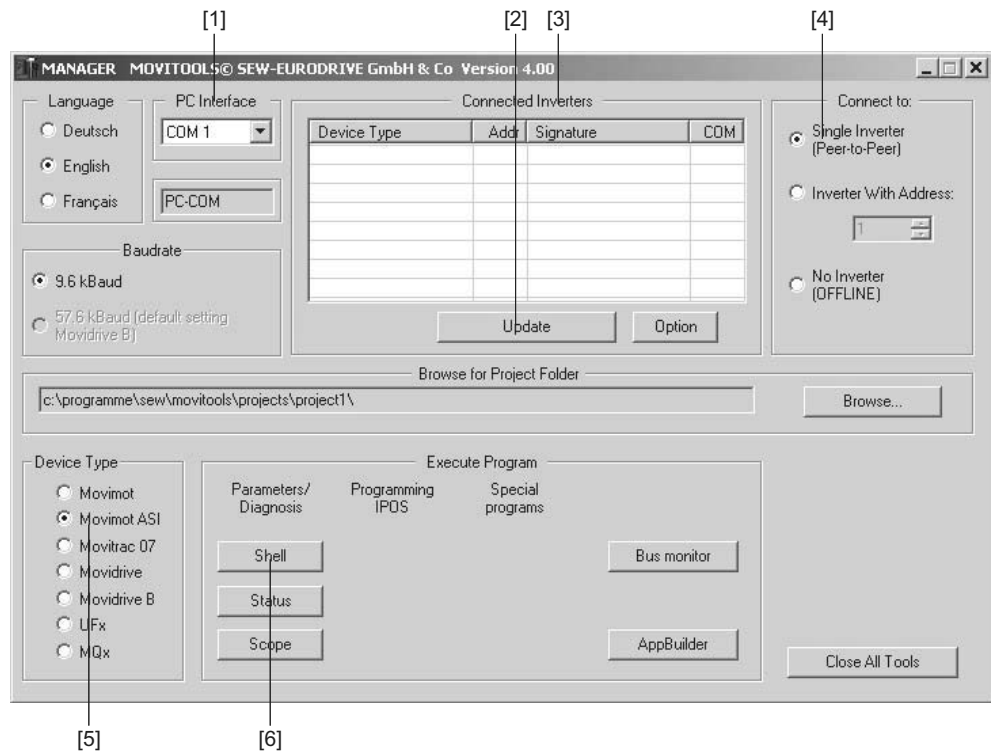 [1] [2] [3] [4]
MANAGER MOVITOOLS© SEW-EURODRIVE GmbH & Co Version 4.00
Language
Deutsch
English
Français
PC Interface
COM 1
PC-COM
Baudrate
9.6 kBaud
57.6 kBaud (default setting
Movidrive B)
Connected Inverters
Device Type Addr Signature COM
Update Option
Connect to:
Single Inverter
(Peer-to-Peer)
Inverter With Address:
1
No Inverter
(OFFLINE)
Browse for Project Folder
c:\programme\sew\movitools\projects\project1\ Browse...
Device Type
Movimot
Movimot ASI
Movitrac 07
Movidrive
Movidrive B
UFx
MQx
Execute Program
Parameters/
Diagnosis
Programming
IPOS
Special
programs
Shell
Status
Scope
Bus monitor
AppBuilder
Close All Tools
[5] [6]